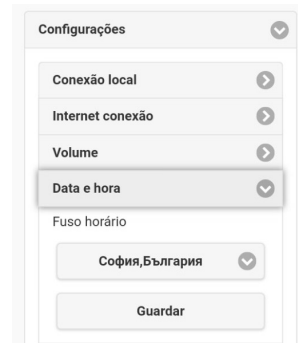 Configurações
Conexão local
Internet conexão
Volume
Data e hora
Fuso horário
София,България
Guardar